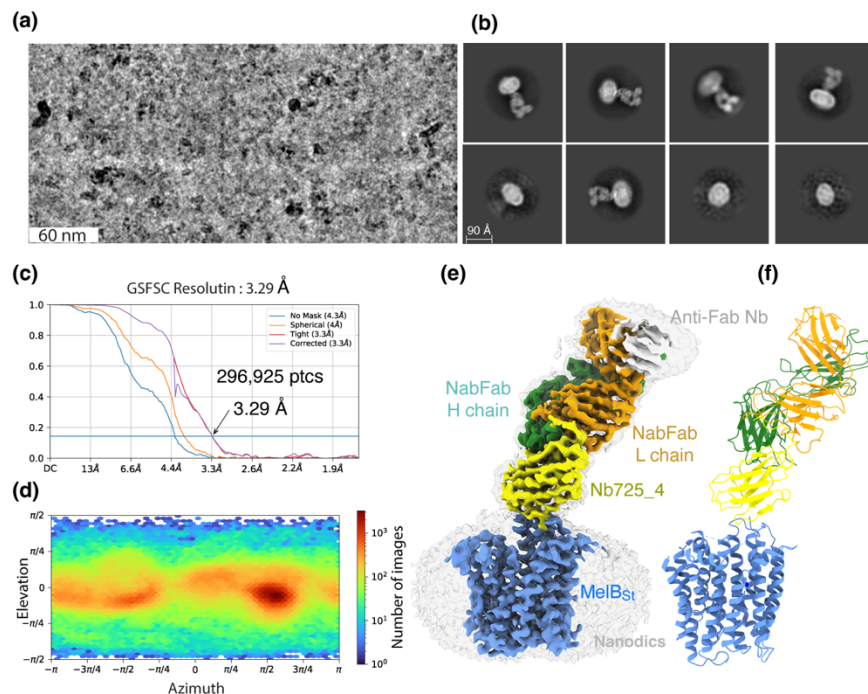 (a)
60 nm
(b)
90 Å
(c)
GSFSC Resolutin : 3.29 Å
1.0
0.8
0.6
0.4
0.2
0.0
DC
13Å
6.6Å
4.4Å
3.3Å
2.6Å
2.2Å
1.9Å
No Mask (4.3Å)
Spherical (4Å)
Tight (3.3Å)
Corrected (3.3Å)
296,925 ptcs
3.29 Å
(d)
Elevation
π/2
π/4
0
−π/4
−π/2
−π
−3π/4
−π/2
−π/4
0
π/4
π/2
3π/4
π
Azimuth
10³
10²
10¹
10⁰
Number of images
(e)
Anti-Fab Nb
NabFab
H chain
NabFab
L chain
Nb725_4
MelBSt
Nanodics
(f)